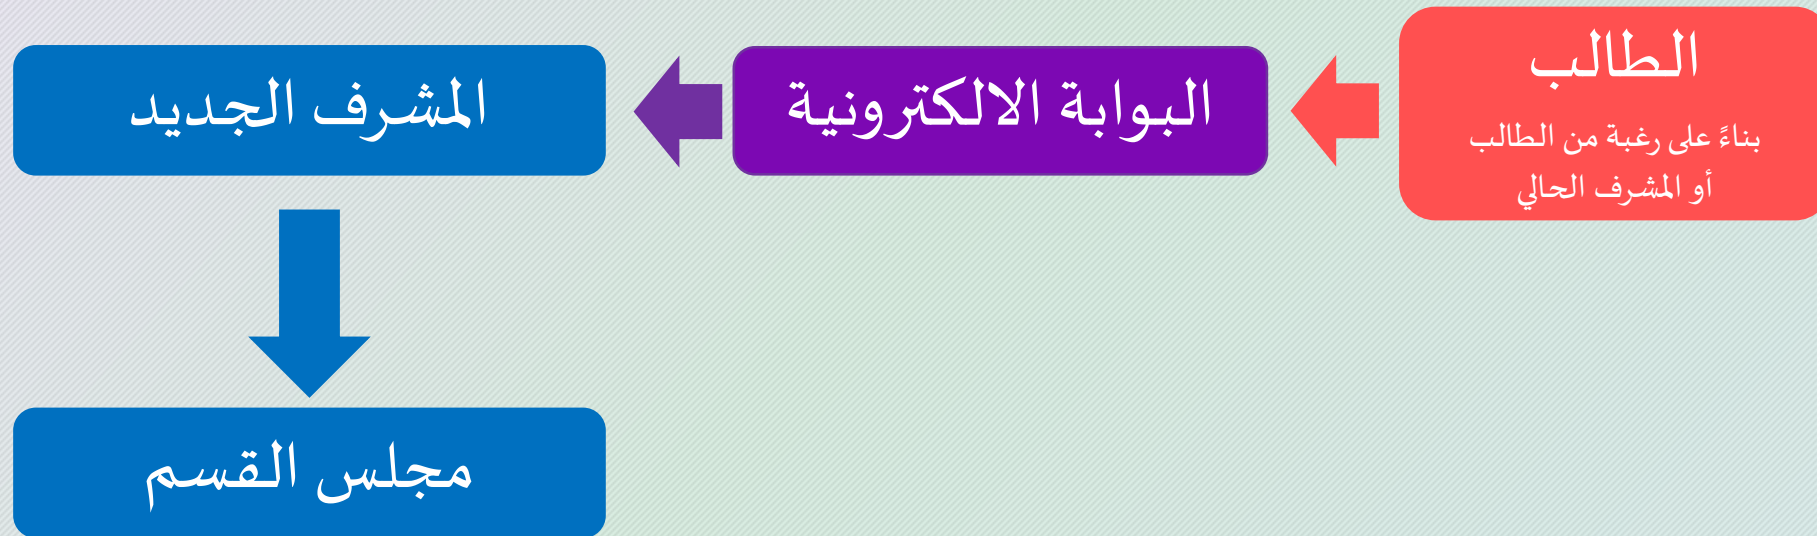 الطالب
بناءً على رغبة من الطالب
أو المشرف الحالي
البوابة الالكترونية
المشرف الجديد
مجلس القسم